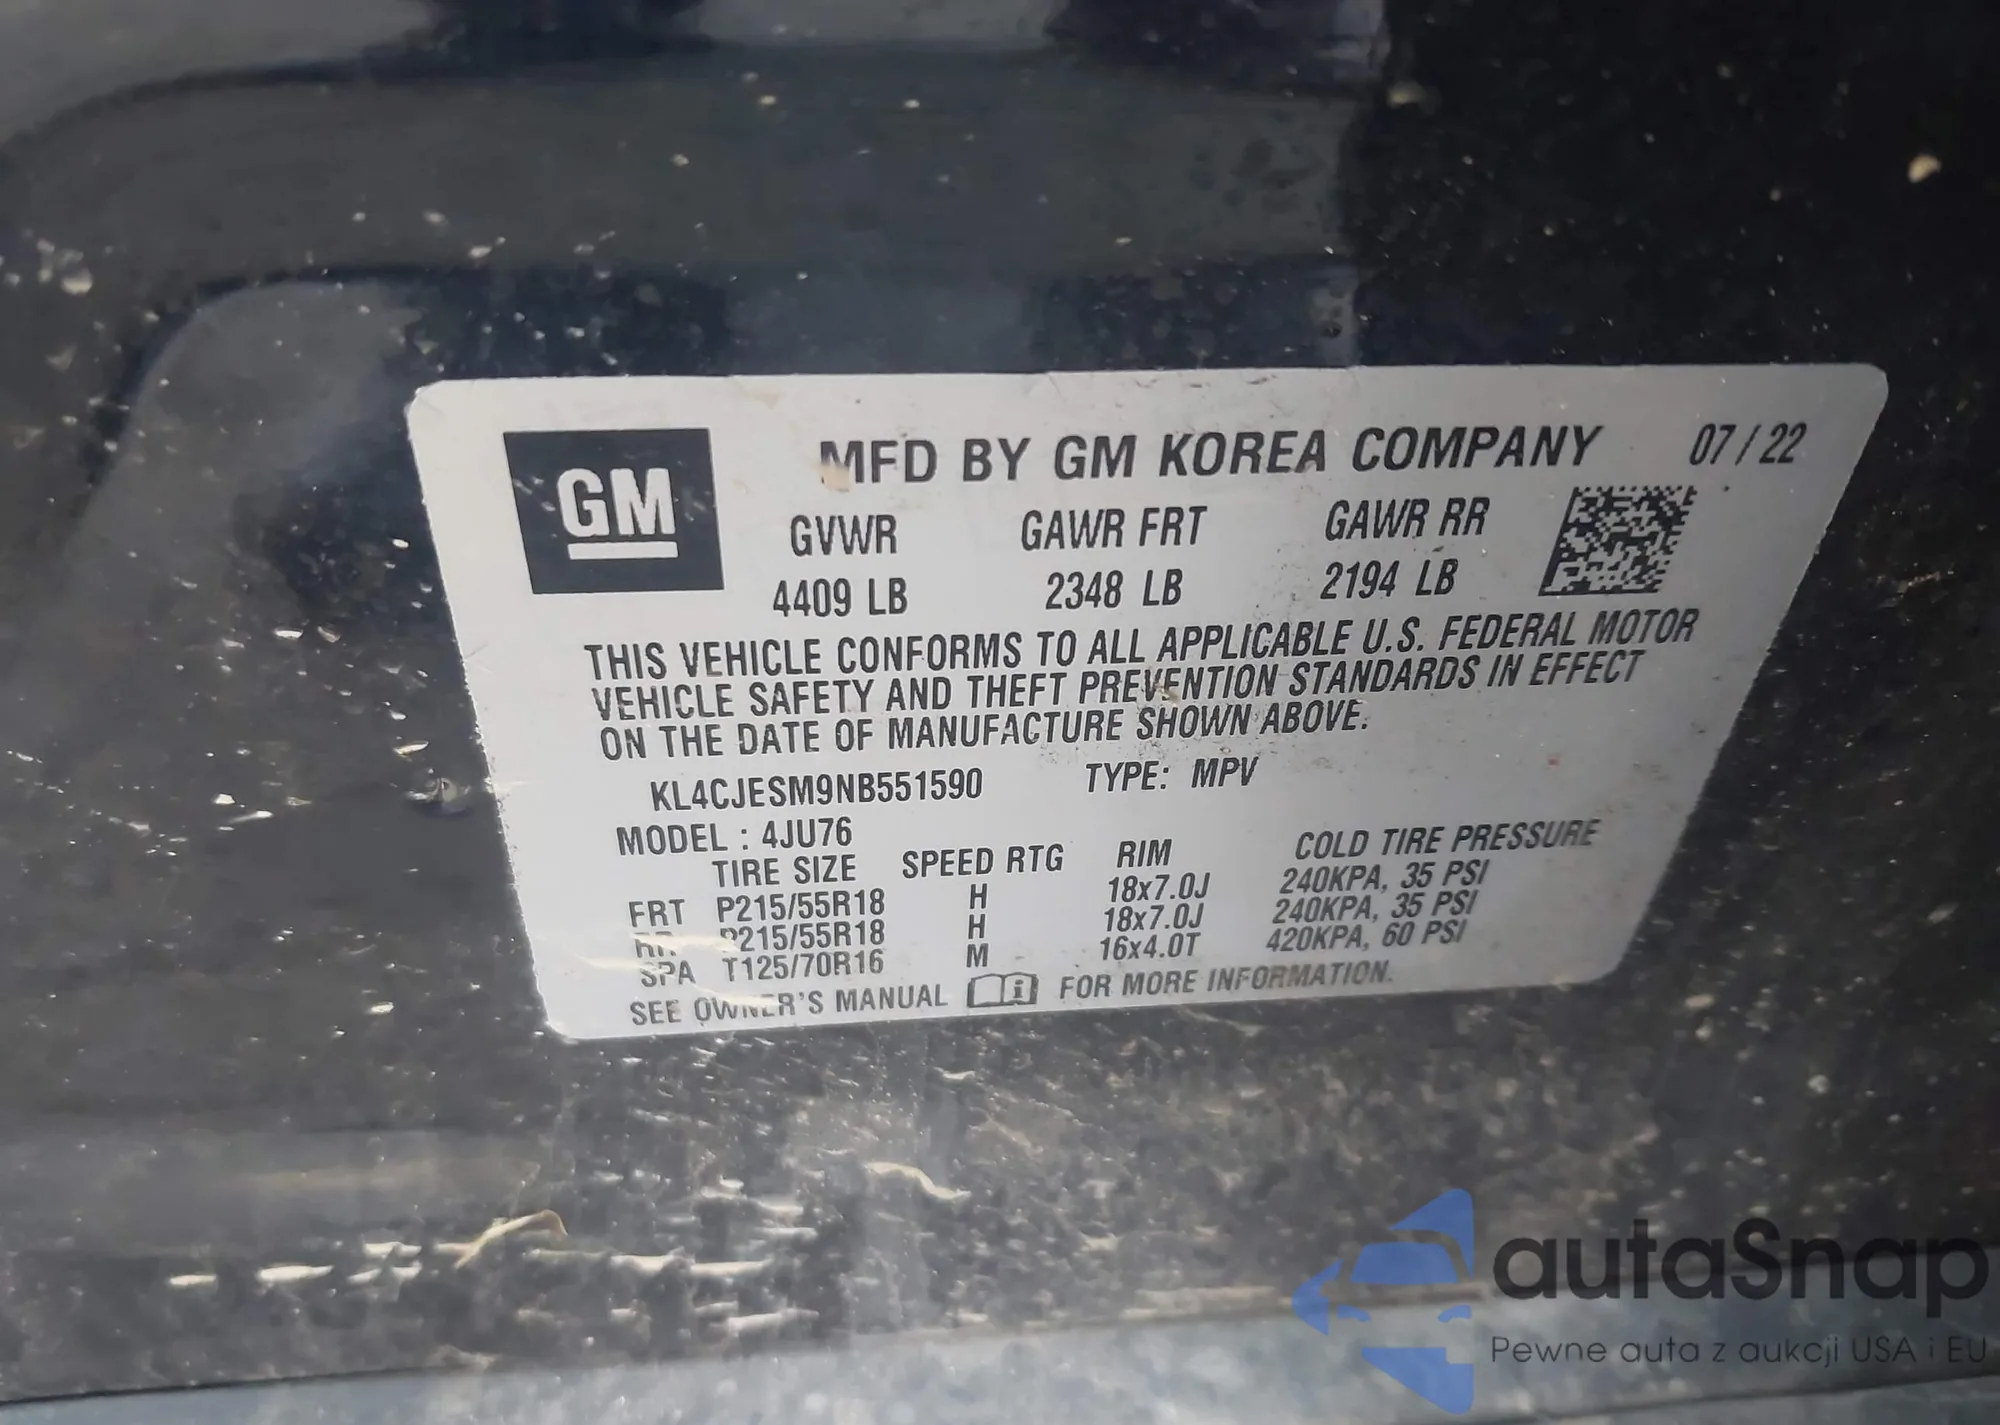 GM
MFD BY GM KOREA COMPANY 07/22
GVWR GAWR FRT GAWR RR
4409 LB 2348 LB 2194 LB
THIS VEHICLE CONFORMS TO ALL APPLICABLE U.S. FEDERAL MOTOR
VEHICLE SAFETY AND THEFT PREVENTION STANDARDS IN EFFECT
ON THE DATE OF MANUFACTURE SHOWN ABOVE.
KL4CJESM9NB551590 TYPE: MPV
MODEL : 4JU76
TIRE SIZE SPEED RTG RIM COLD TIRE PRESSURE
FRT P215/55R18 H 18x7.0J 240KPA, 35 PSI
RR. P215/55R18 H 18x7.0J 240KPA, 35 PSI
SPA T125/70R16 M 16x4.0T 420KPA, 60 PSI
SEE OWNER'S MANUAL i FOR MORE INFORMATION.
autaSnap
Pewne auta z aukcji USA i EU